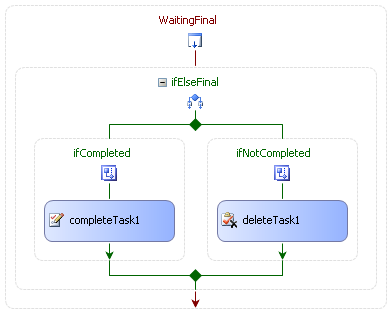 WaitingFinal
ifElseFinal
ifCompleted
ifNotCompleted
completeTask1
deleteTask1